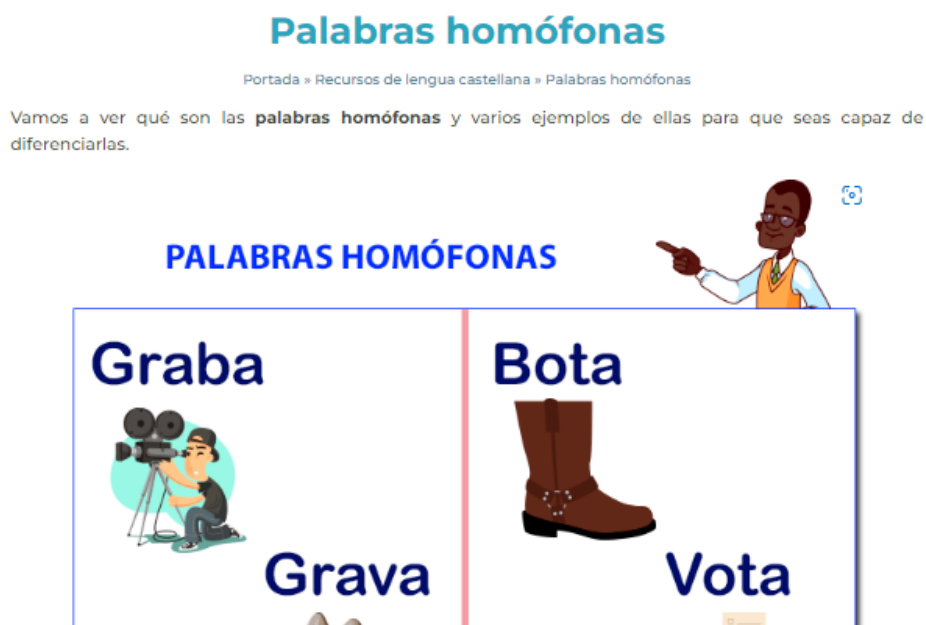 Palabras homófonas
Portada » Recursos de lengua castellana » Palabras homófonas
Vamos a ver qué son las palabras homófonas y varios ejemplos de ellas para que seas capaz de
diferenciarlas.
PALABRAS HOMÓFONAS
Graba
Bota
Grava
Vota